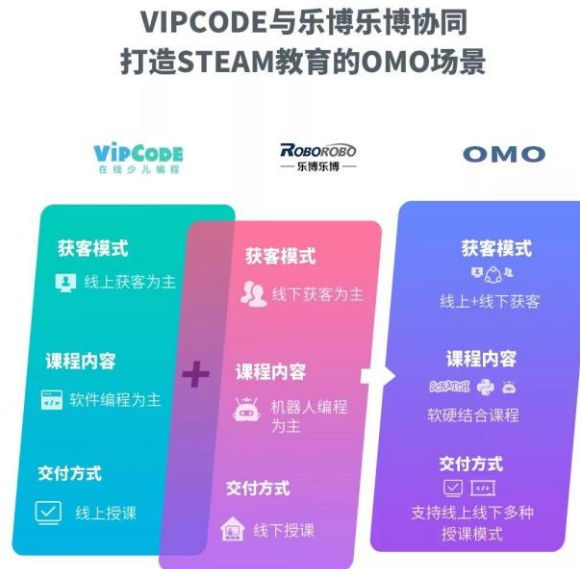 VIPCODE与乐博乐博协同
打造STEAM教育的OMO场景
VIPCODE
在线少儿编程
ROBOROBO
乐博乐博
OMO
获客模式
线上获客为主
课程内容
</>
软件编程为主
交付方式
线上授课
+
获客模式
线下获客为主
课程内容
机器人编程
为主
交付方式
线下授课
获客模式
线上+线下获客
课程内容
SCRATCH
软硬结合课程
交付方式
</>
支持线上线下多种
授课模式